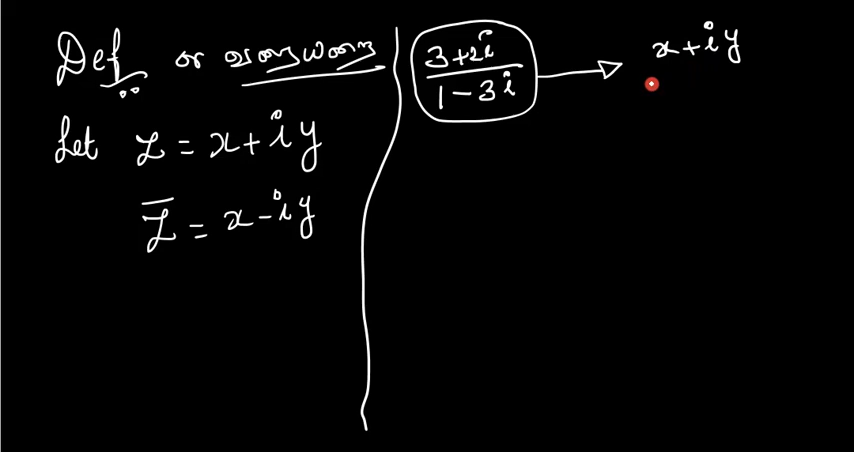 Def or
Let Z = x + iy
Z̅ = x - iy
3+2i / 1-3i → x+iy